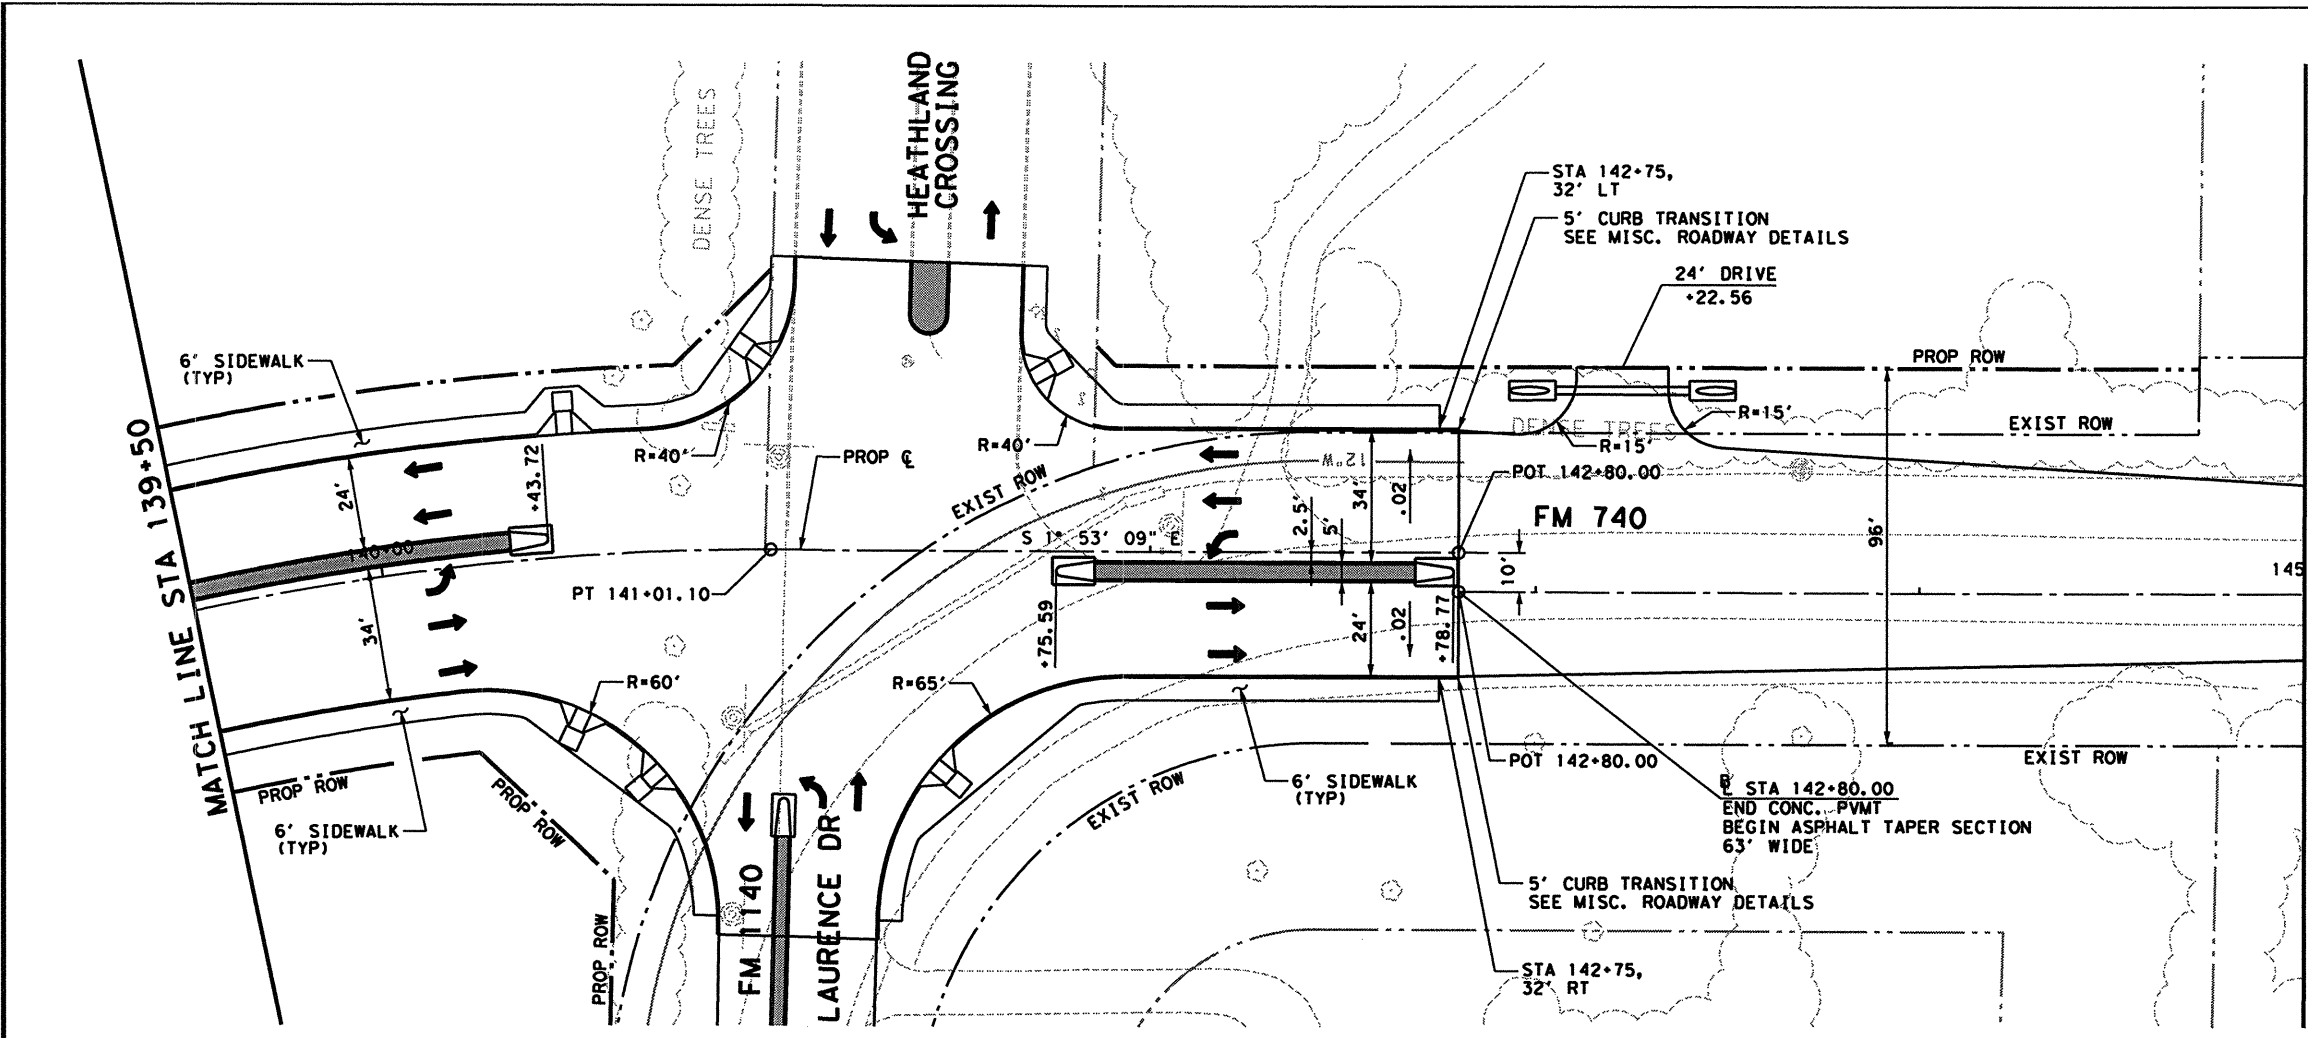 HEATHLAND
CROSSING
DENSE TREES
STA 142+75,
32' LT
5' CURB TRANSITION
SEE MISC. ROADWAY DETAILS
24' DRIVE
+22.56
6' SIDEWALK
(TYP)
PROP ROW
EXIST ROW
R=15'
DENSE TREES
R=15'
R=40'
R=40'
PROP ℄
EXIST ROW
12"W
MATCH LINE STA 139+50
24'
+43.72
34'
.02
POT 142+80.00
FM 740
96'
140+00
S 1° 53' 09" E
2.5'
5'
10'
145
PT 141+01.10
34'
+75.59
24'
.02
+78.77
R=60'
R=65'
PROP ROW
PROP ROW
6' SIDEWALK
(TYP)
6' SIDEWALK
(TYP)
EXIST ROW
POT 142+80.00
EXIST ROW
STA 142+80.00
END CONC. PVMT
BEGIN ASPHALT TAPER SECTION
63' WIDE
5' CURB TRANSITION
SEE MISC. ROADWAY DETAILS
STA 142+75,
32' RT
PROP ROW
FM 1140
LAURENCE DR